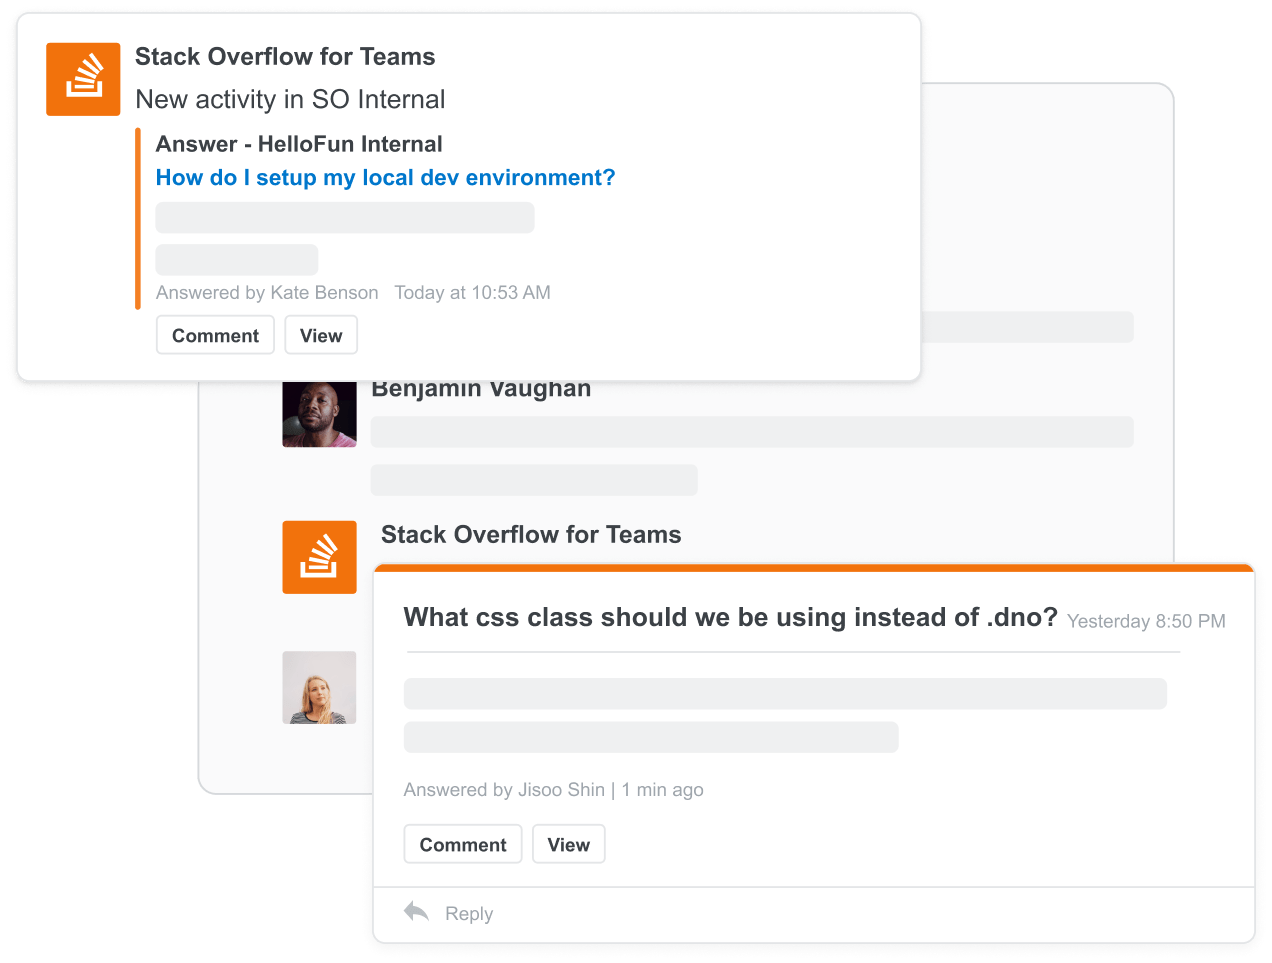 Stack Overflow for Teams
New activity in SO Internal
Answer - HelloFun Internal
How do I setup my local dev environment?
Answered by Kate Benson Today at 10:53 AM
Comment View
Benjamin Vaughan
Stack Overflow for Teams
What css class should we be using instead of .dno? Yesterday 8:50 PM
Answered by Jisoo Shin | 1 min ago
Comment View
Reply